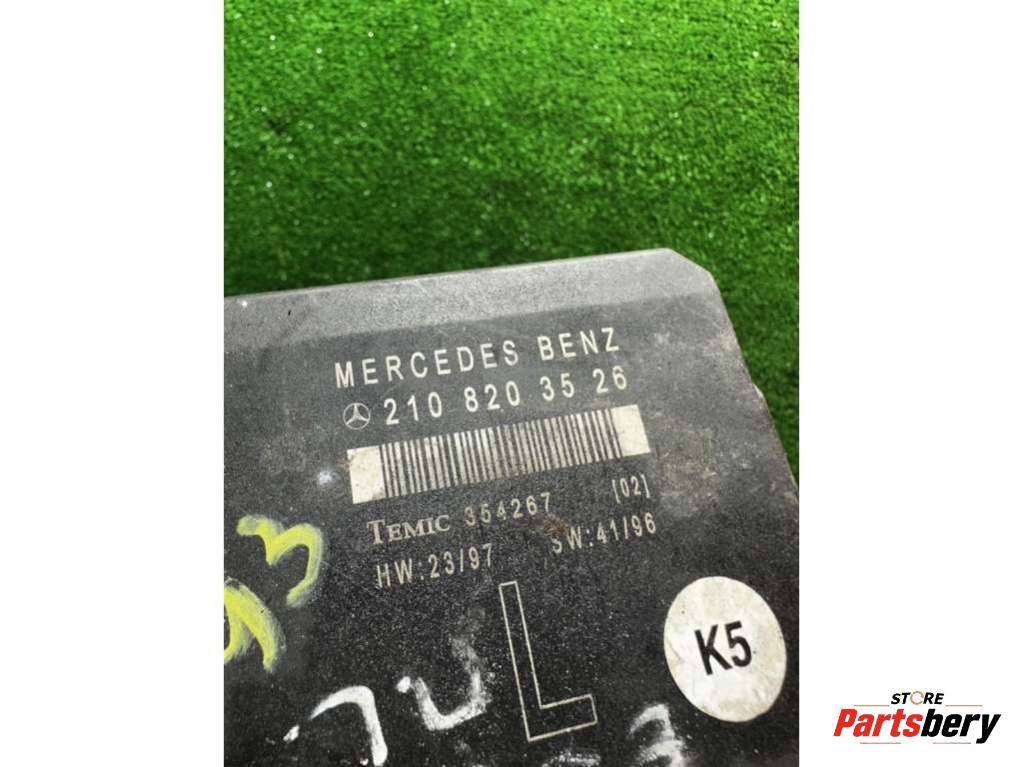 MERCEDES BENZ
210 820 35 26
TEMIC 354267 [02]
HW:23/97 SW:41/96
L
K5
STORE
Partsbery